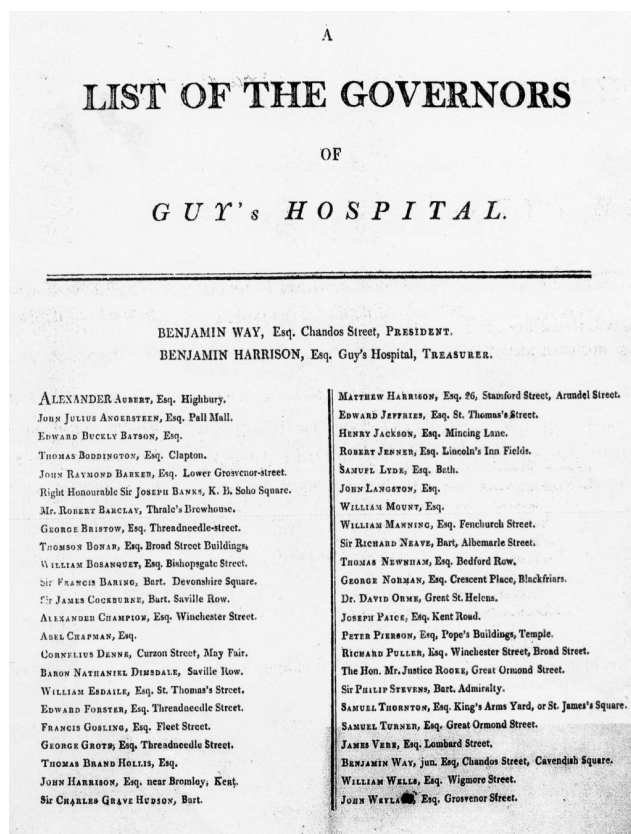 A
LIST OF THE GOVERNORS
OF
GUY's HOSPITAL.
BENJAMIN WAY, Esq. Chandos Street, PRESIDENT.
BENJAMIN HARRISON, Esq. Guy's Hospital, TREASURER.
ALEXANDER AUBERT, Esq. Highbury.
JOHN JULIUS ANGERSTEEN, Esq. Pall Mall.
EDWARD BUCKLY BATSON, Esq.
THOMAS BODDINGTON, Esq. Clapton.
JOHN RAYMOND BARKER, Esq. Lower Grosvenor-street.
Right Honourable Sir JOSEPH BANKS, K. B. Soho Square.
Mr. ROBERT BARCLAY, Thrale's Brewhouse.
GEORGE BRISTOW, Esq. Threadneedle-street.
THOMSON BONAR, Esq. Broad Street Buildings.
WILLIAM BOSANQUET, Esq. Bishopsgate Street.
Sir FRANCIS BARING, Bart. Devonshire Square.
Sir JAMES COCKBURNE, Bart. Saville Row.
ALEXANDER CHAMPION, Esq. Winchester Street.
ABEL CHAPMAN, Esq.
CORNELIUS DENNE, Curzon Street, May Fair.
BARON NATHANIEL DIMSDALE, Saville Row.
WILLIAM ESDAILE, Esq. St. Thomas's Street.
EDWARD FORSTER, Esq. Threadneedle Street.
FRANCIS GOSLING, Esq. Fleet Street.
GEORGE GROTE, Esq. Threadneedle Street.
THOMAS BRAND HOLLIS, Esq.
JOHN HARRISON, Esq. near Bromley, Kent.
Sir CHARLES GRAVE HUDSON, Bart.
MATTHEW HARRISON, Esq. 26, Stamford Street, Arundel Street.
EDWARD JEFFRIES, Esq. St. Thomas's Street.
HENRY JACKSON, Esq. Mincing Lane.
ROBERT JENNER, Esq. Lincoln's Inn Fields.
SAMUEL LYDE, Esq. Bath.
JOHN LANGSTON, Esq.
WILLIAM MOUNT, Esq.
WILLIAM MANNING, Esq. Fenchurch Street.
Sir RICHARD NEAVE, Bart, Albemarle Street.
THOMAS NEWNHAM, Esq. Bedford Row.
GEORGE NORMAN, Esq. Crescent Place, Blackfriars.
Dr. DAVID ORME, Great St. Helens.
JOSEPH PAICE, Esq. Kent Road.
PETER PIERSON, Esq, Pope's Buildings, Temple.
RICHARD PULLER, Esq. Winchester Street, Broad Street.
The Hon. Mr. Justice ROOKE, Great Ormond Street.
Sir PHILIP STEVENS, Bart. Admiralty.
SAMUEL THORNTON, Esq. King's Arms Yard, or St. James's Square.
SAMUEL TURNER, Esq. Great Ormond Street.
JAMES VERE, Esq. Lombard Street.
BENJAMIN WAY, jun. Esq, Chandos Street, Cavendish Square.
WILLIAM WELLS, Esq. Wigmore Street.
JOHN Esq. Grosvenor Street.